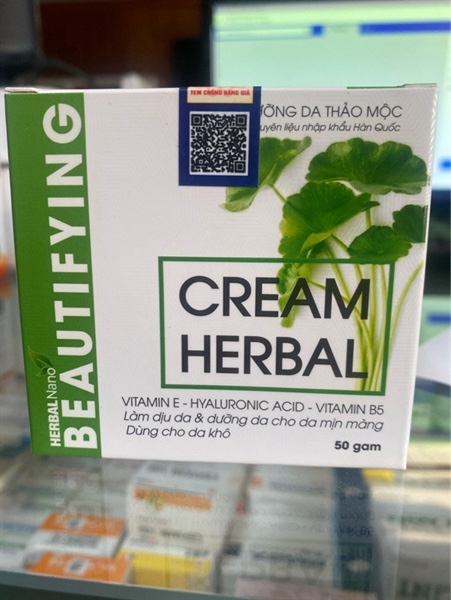 TEM CHỐNG HÀNG GIẢ
ƯỠNG DA THẢO MỘC
uyên liệu nhập khẩu Hàn Quốc
HERBAL Nano
BEAUTIFYING
CREAM
HERBAL
VITAMIN E - HYALURONIC ACID - VITAMIN B5
Làm dịu da & dưỡng da cho da mịn màng
Dùng cho da khô
50 gam